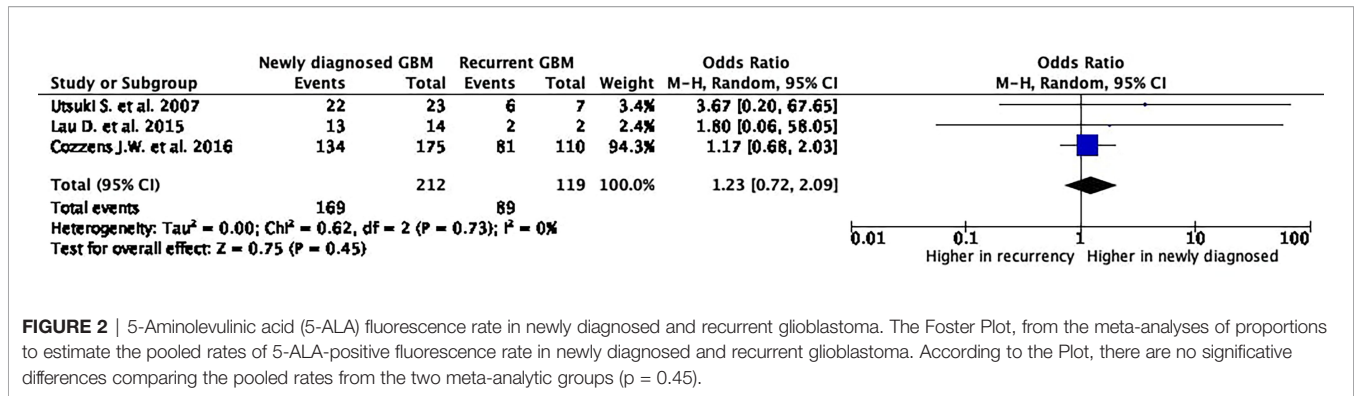 Newly diagnosed GBM Recurrent GBM Odds Ratio Odds Ratio
Study or Subgroup Events Total Events Total Weight M-H, Random, 95% CI M-H, Random, 95% CI
Utsuki S. et al. 2007 22 23 6 7 3.4% 3.67 [0.20, 67.65]
Lau D. et al. 2015 13 14 2 2 2.4% 1.80 [0.06, 58.05]
Cozzens J.W. et al. 2016 134 175 81 110 94.3% 1.17 [0.68, 2.03]
Total (95% CI) 212 119 100.0% 1.23 [0.72, 2.09]
Total events 169 89
Heterogeneity: Tau² = 0.00; Chi² = 0.62, df = 2 (P = 0.73); I² = 0%
Test for overall effect: Z = 0.75 (P = 0.45)
0.01 0.1 1 10 100
Higher in recurrency Higher in newly diagnosed
FIGURE 2 | 5-Aminolevulinic acid (5-ALA) fluorescence rate in newly diagnosed and recurrent glioblastoma. The Foster Plot, from the meta-analyses of proportions
to estimate the pooled rates of 5-ALA-positive fluorescence rate in newly diagnosed and recurrent glioblastoma. According to the Plot, there are no significative
differences comparing the pooled rates from the two meta-analytic groups (p = 0.45).